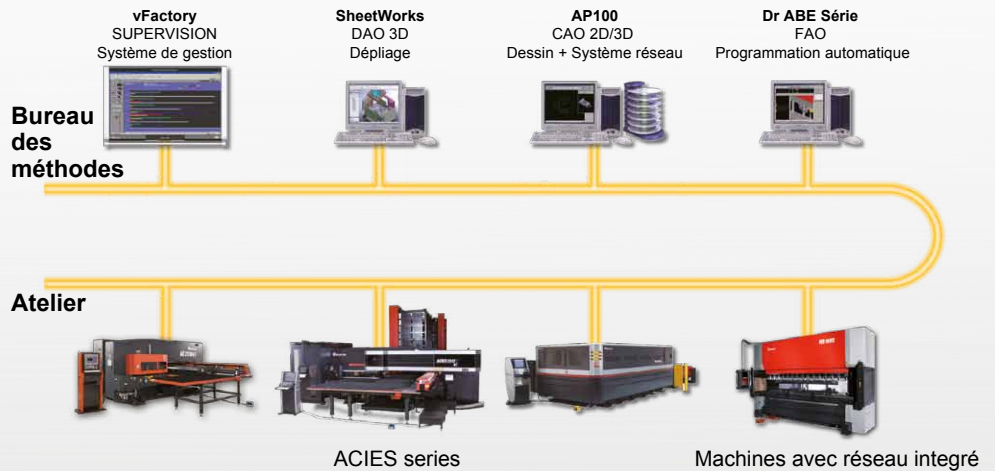 vFactory
SUPERVISION
Système de gestion
SheetWorks
DAO 3D
Dépliage
AP100
CAO 2D/3D
Dessin + Système réseau
Dr ABE Série
FAO
Programmation automatique
Bureau
des
méthodes
Atelier
ACIES series
Machines avec réseau integré